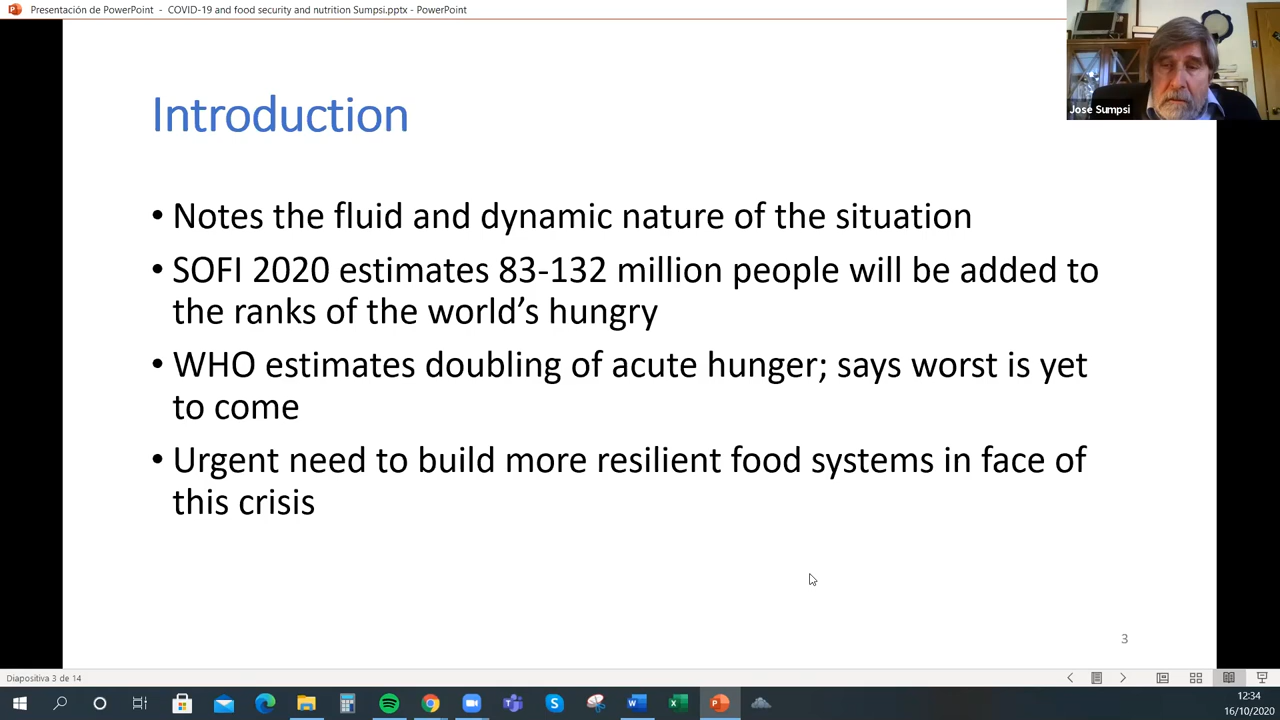 Presentación de PowerPoint - COVID-19 and food security and nutrition Sumpsi.pptx - PowerPoint
José Sumpsi
Introduction
• Notes the fluid and dynamic nature of the situation
• SOFI 2020 estimates 83-132 million people will be added to
the ranks of the world’s hungry
• WHO estimates doubling of acute hunger; says worst is yet
to come
• Urgent need to build more resilient food systems in face of
this crisis
3
Diapositiva 3 de 14
12:34
16/10/2020